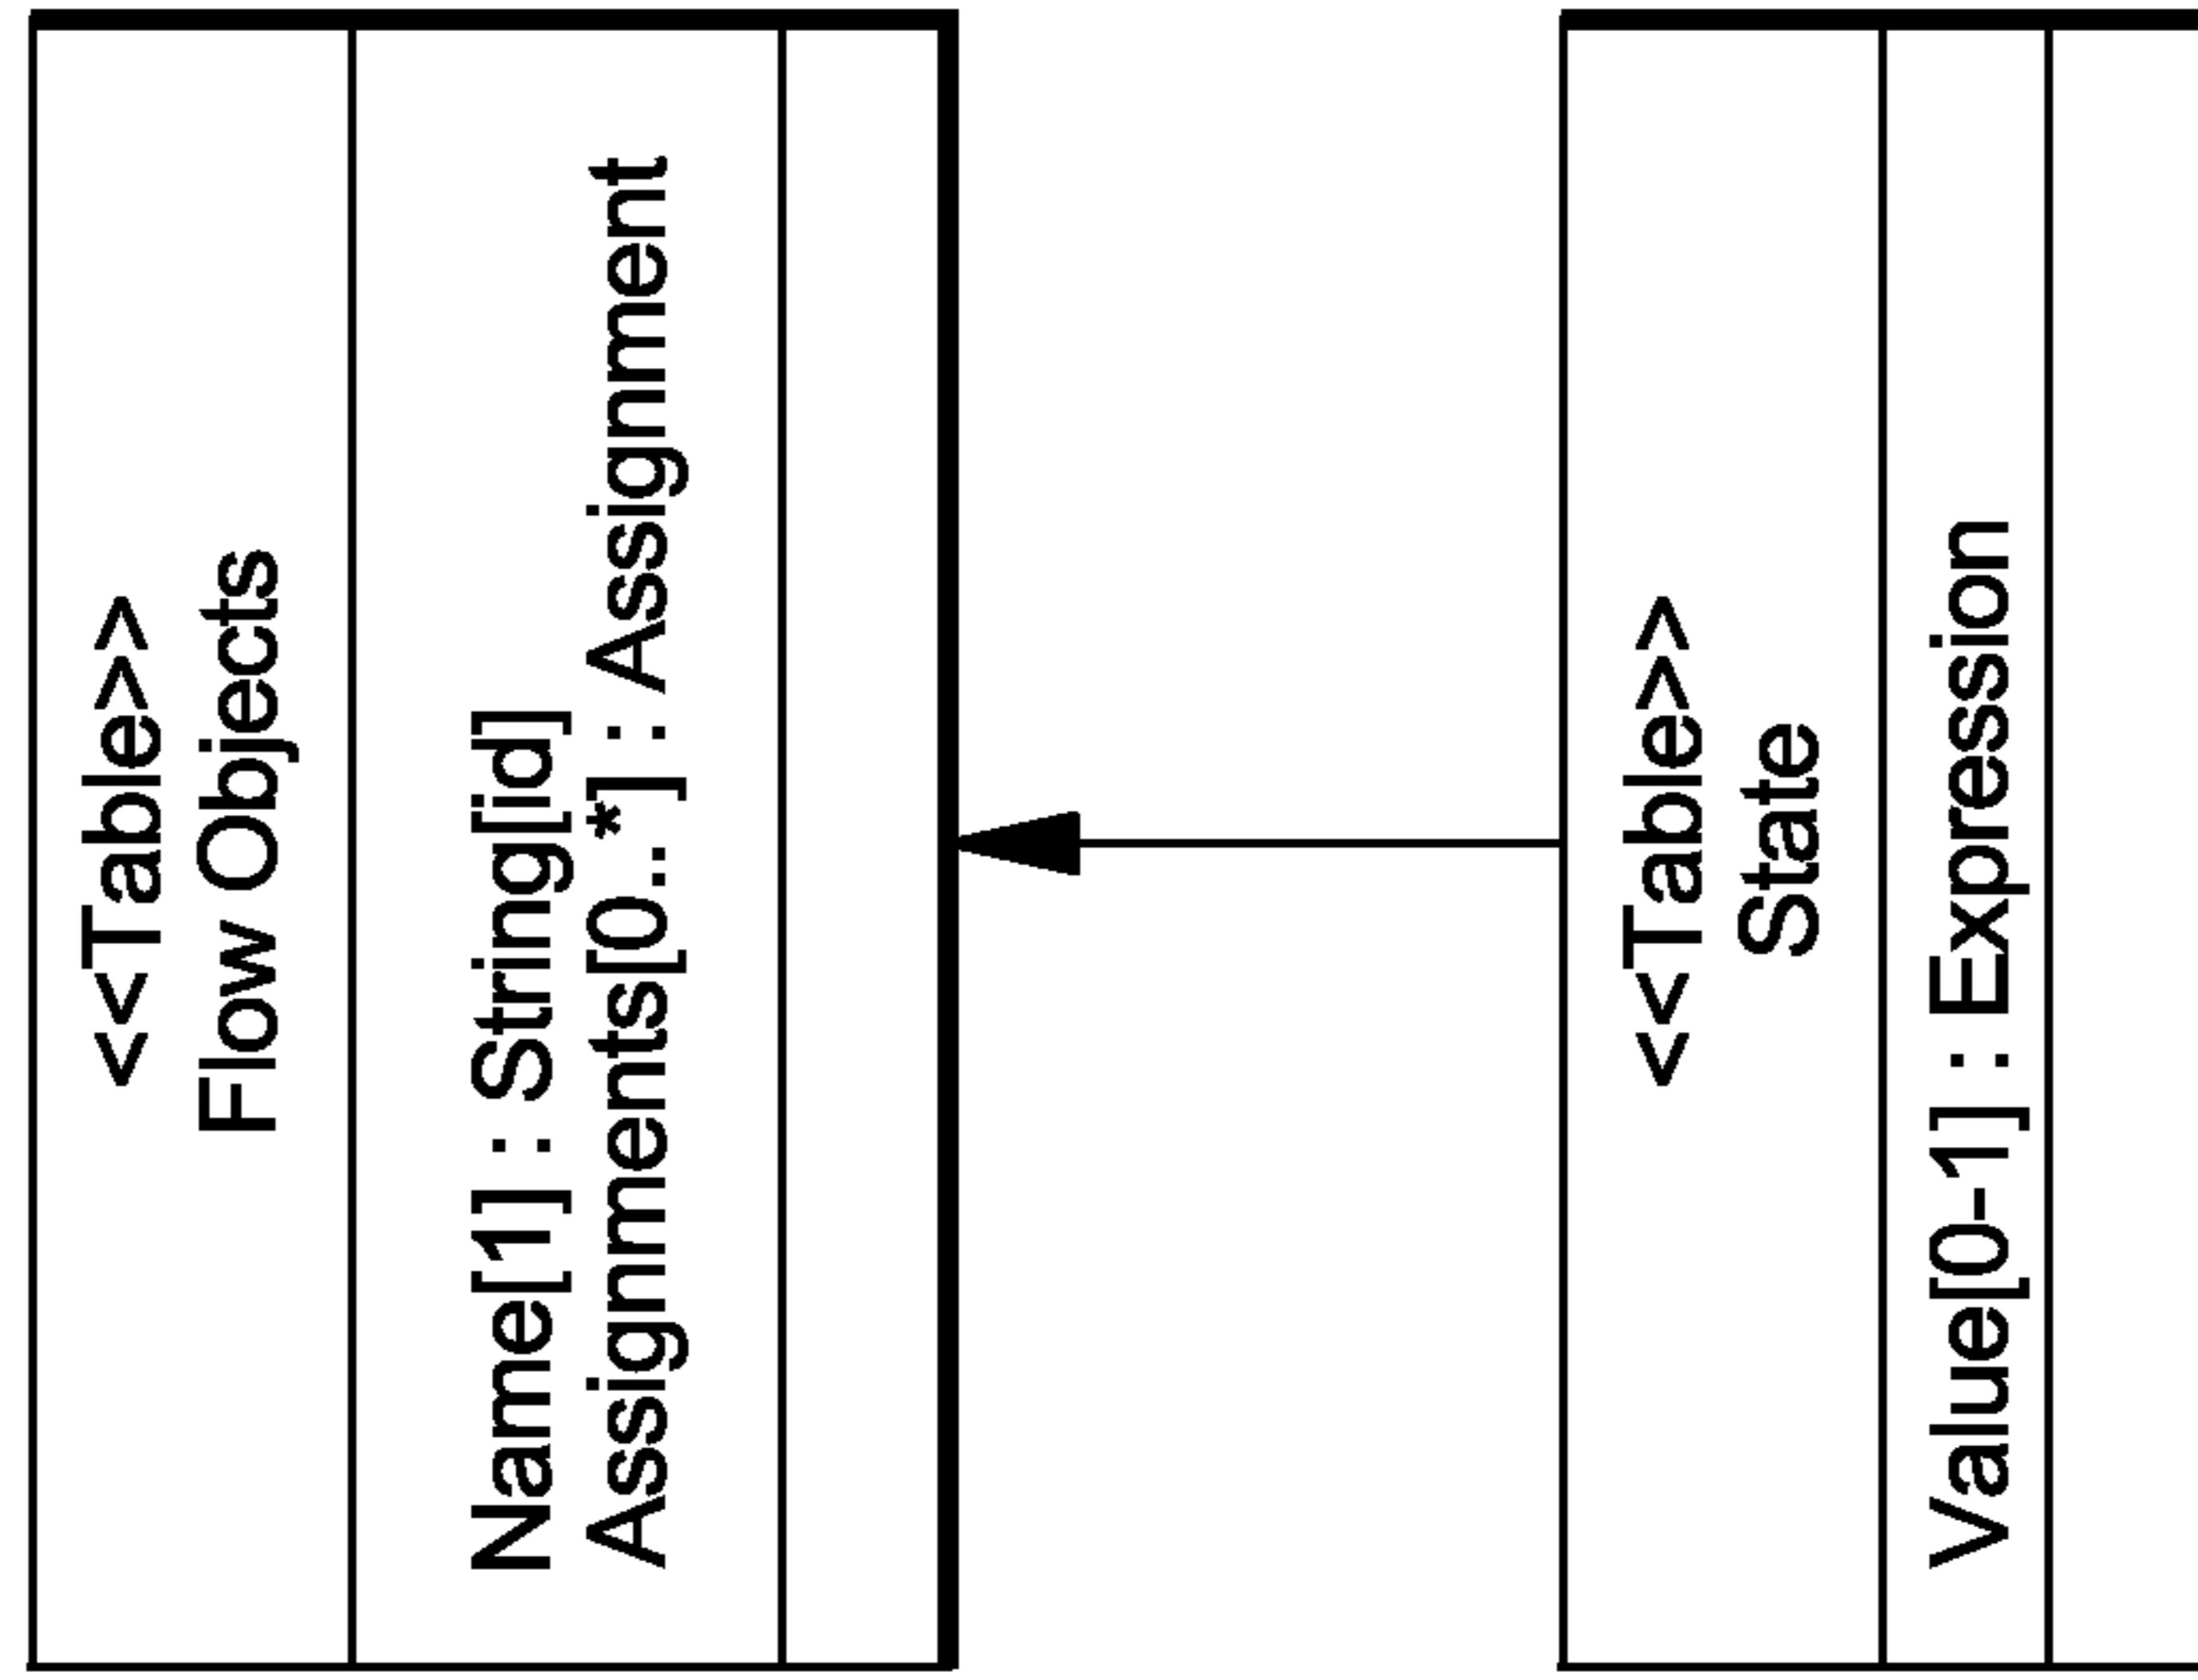 <<Table>>
Flow Objects
Name[1] : String[id]
Assignments[0..*] : Assignment
<<Table>>
State
Value[0-1] : Expression